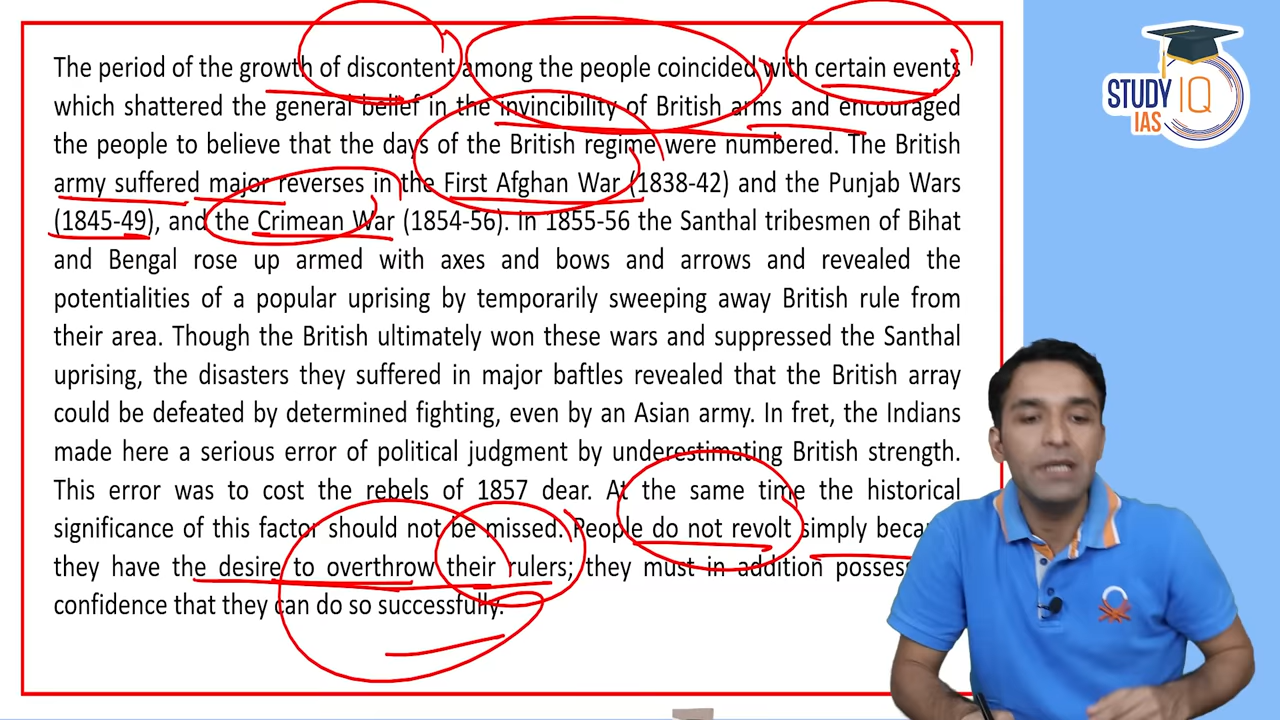 The period of the growth of discontent among the people coincided with certain events
which shattered the general belief in the invincibility of British arms and encouraged
the people to believe that the days of the British regime were numbered. The British
army suffered major reverses in the First Afghan War (1838-42) and the Punjab Wars
(1845-49), and the Crimean War (1854-56). In 1855-56 the Santhal tribesmen of Bihat
and Bengal rose up armed with axes and bows and arrows and revealed the
potentialities of a popular uprising by temporarily sweeping away British rule from
their area. Though the British ultimately won these wars and suppressed the Santhal
uprising, the disasters they suffered in major baftles revealed that the British array
could be defeated by determined fighting, even by an Asian army. In fret, the Indians
made here a serious error of political judgment by underestimating British strength.
This error was to cost the rebels of 1857 dear. At the same time the historical
significance of this factor should not be missed. People do not revolt simply
they have the desire to overthrow their rulers; they must in addition
confidence that they can do so successfully.
STUDY IQ
IAS